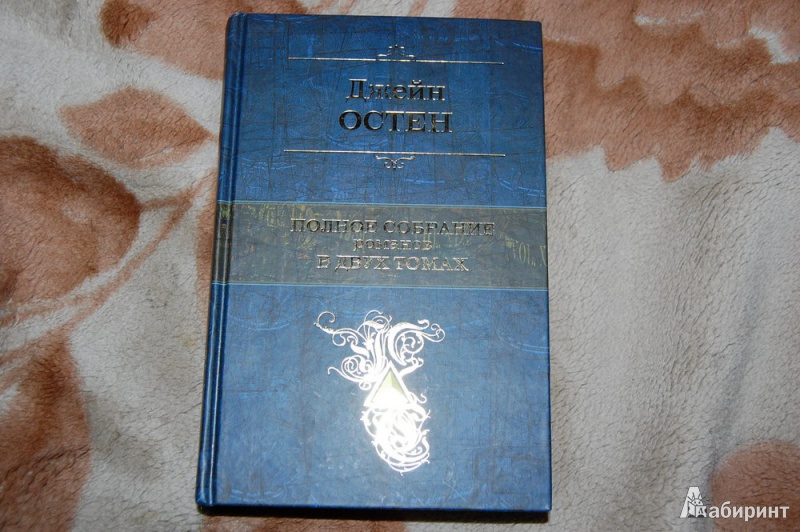 Джейн
ОСТЕН
ПОЛНОЕ СОБРАНИЕ
РОМАНОВ
В ДВУХ ТОМАХ
Лабиринт